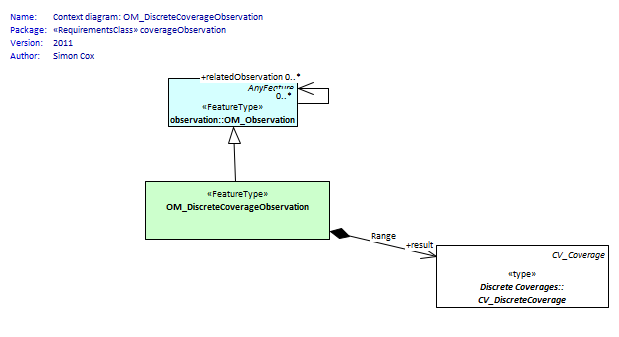 Name: Context diagram: OM_DiscreteCoverageObservation
Package: «RequirementsClass» coverageObservation
Version: 2011
Author: Simon Cox
+relatedObservation 0..*
AnyFeature
0..*
«FeatureType»
observation::OM_Observation
«FeatureType»
OM_DiscreteCoverageObservation
Range
+result
CV_Coverage
«type»
Discrete Coverages::
CV_DiscreteCoverage